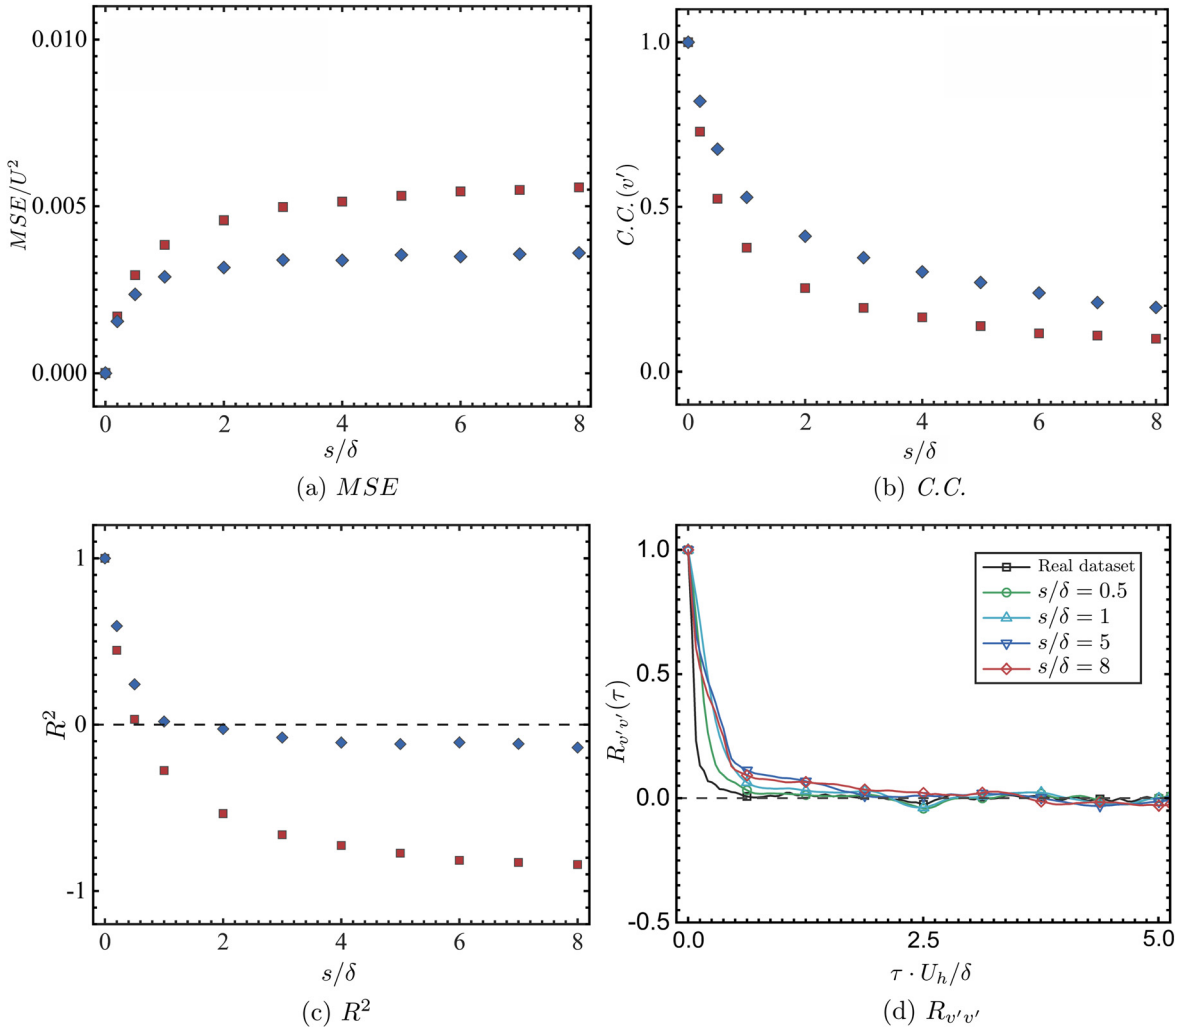 0.010
0.005
0.000
MSE/U²
0 2 4 6 8
s/δ
(a) MSE
1.0
0.5
0.0
C.C.(v′)
0 2 4 6 8
s/δ
(b) C.C.
1
0
-1
R²
0 2 4 6 8
s/δ
(c) R²
1.0
0.5
0.0
-0.5
R_{v′v′}(τ)
Real dataset
s/δ = 0.5
s/δ = 1
s/δ = 5
s/δ = 8
0.0 2.5 5.0
τ · U_h/δ
(d) R_{v′v′}